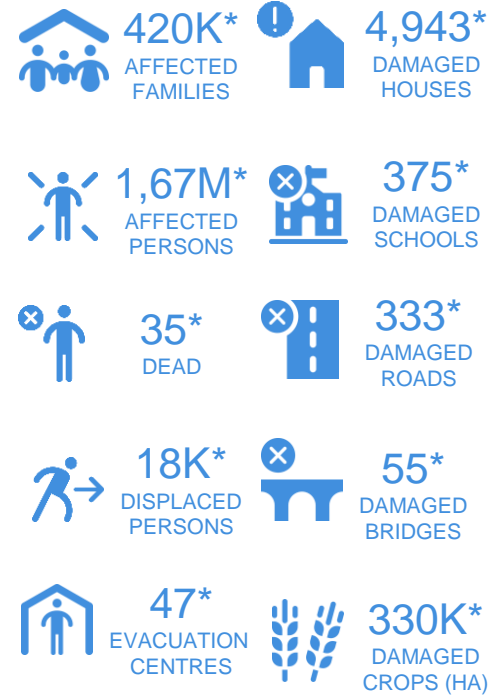 420K*
AFFECTED
FAMILIES
4,943*
DAMAGED
HOUSES
1,67M*
AFFECTED
PERSONS
375*
DAMAGED
SCHOOLS
35*
DEAD
333*
DAMAGED
ROADS
18K*
DISPLACED
PERSONS
55*
DAMAGED
BRIDGES
47*
EVACUATION
CENTRES
330K*
DAMAGED
CROPS (HA)